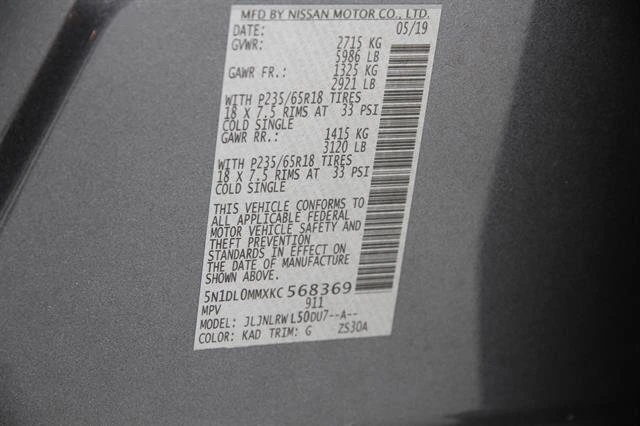 MFD BY NISSAN MOTOR CO., LTD.
DATE: 05/19
GVWR: 2715 KG
5986 LB
GAWR FR.: 1325 KG
2921 LB
WITH P235/65R18 TIRES
18 X 7.5 RIMS AT 33 PSI
COLD SINGLE
GAWR RR.: 1415 KG
3120 LB
WITH P235/65R18 TIRES
18 X 7.5 RIMS AT 33 PSI
COLD SINGLE
THIS VEHICLE CONFORMS TO
ALL APPLICABLE FEDERAL
MOTOR VEHICLE SAFETY AND
THEFT PREVENTION
STANDARDS IN EFFECT ON
THE DATE OF MANUFACTURE
SHOWN ABOVE.
5N1DL0MMXKC568369
MPV 911
MODEL: JLJNLRWL50DU7--A--
COLOR: KAD TRIM: G ZS30A